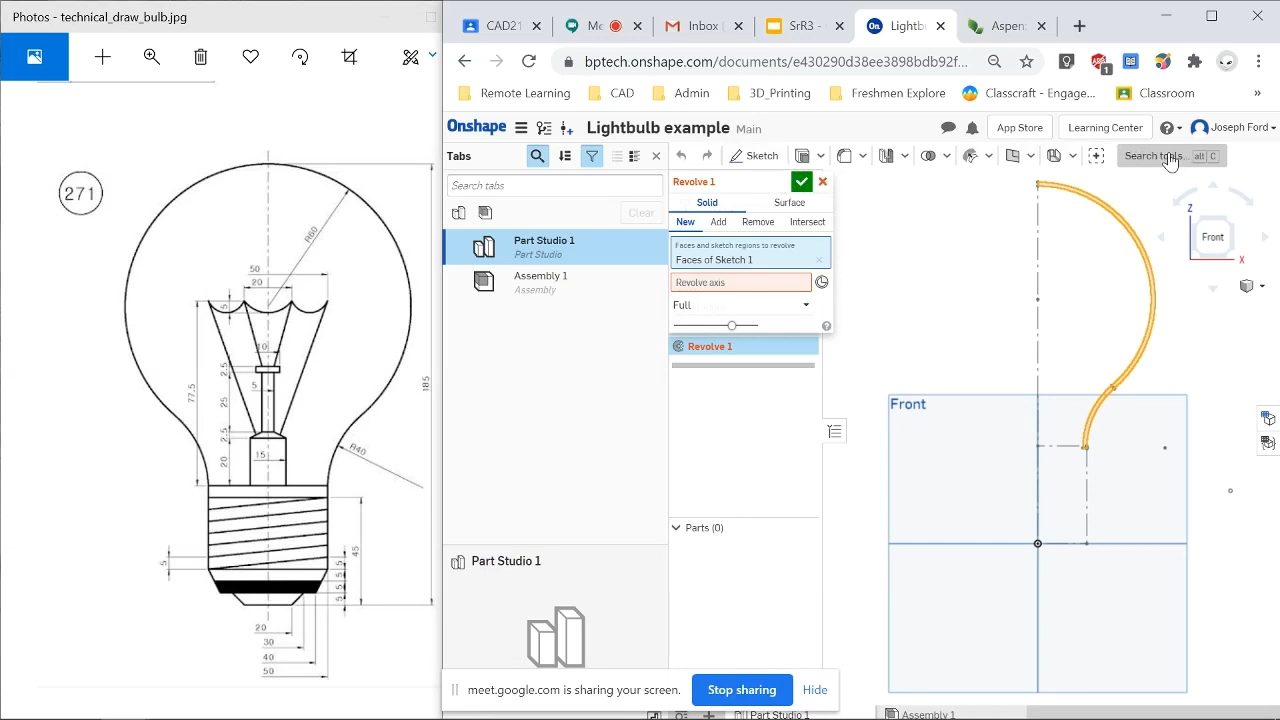 Photos - technical_draw_bulb.jpg
271
R60
50
20
5
10
2.5
5
25
77.5
2.5
15
20
R40
185
45
5
5
5
5
5
20
30
40
50
CAD21
Me
Inbox (
SrR3 -
Lightbu
Aspen:
bptech.onshape.com/documents/e430290d38ee3898bdb92f...
1
Remote Learning
CAD
Admin
3D_Printing
Freshmen Explore
Classcraft - Engage...
Classroom
»
Onshape
Lightbulb example
Main
App Store
Learning Center
Joseph Ford
Tabs
Sketch
alt C
Search tabs
Clear
Part Studio 1
Part Studio
Assembly 1
Assembly
Revolve 1
Solid
Surface
New
Add
Remove
Intersect
Faces and sketch regions to revolve
Faces of Sketch 1
Revolve axis
Full
Revolve 1
Parts (0)
Part Studio 1
Z
Front
X
Front
meet.google.com is sharing your screen.
Stop sharing
Hide
Part Studio 1
Assembly 1